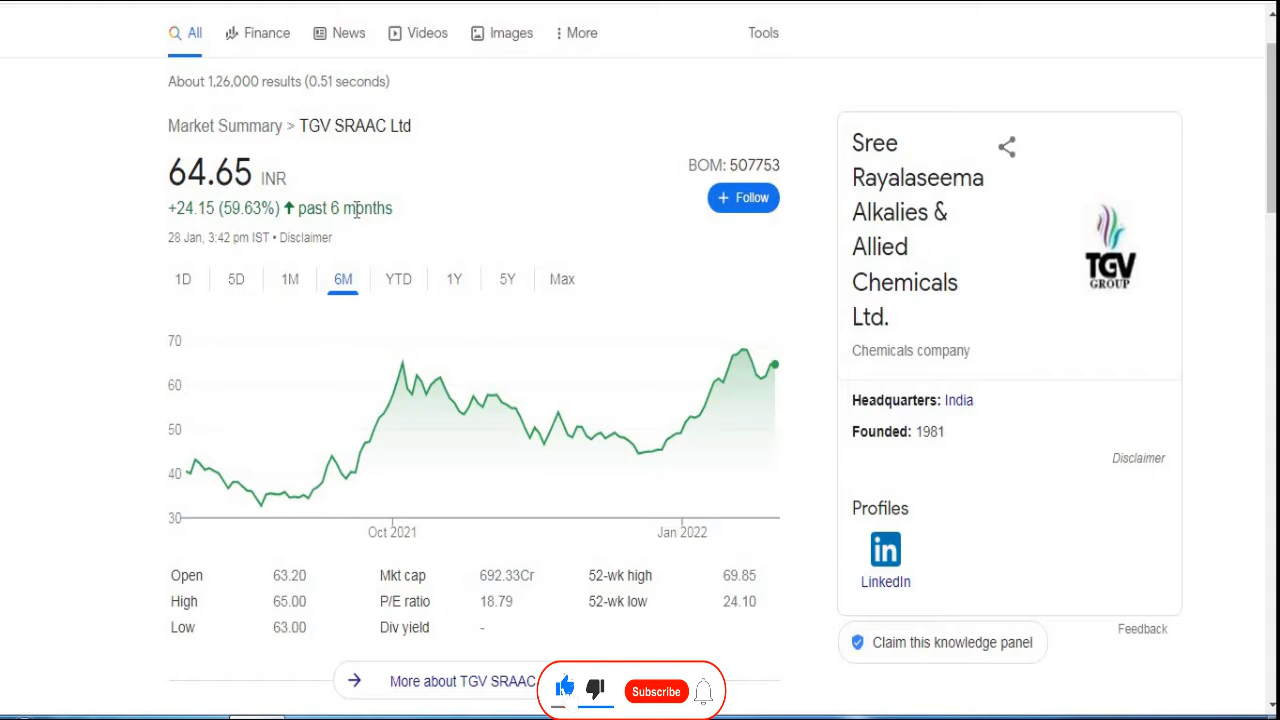 All Finance News Videos Images More Tools
About 1,26,000 results (0.51 seconds)
Market Summary > TGV SRAAC Ltd
64.65 INR
+24.15 (59.63%) ↑ past 6 months
28 Jan, 3:42 pm IST • Disclaimer
BOM: 507753
+ Follow
1D 5D 1M 6M YTD 1Y 5Y Max
70
60
50
40
30
Oct 2021 Jan 2022
Open 63.20 Mkt cap 692.33Cr 52-wk high 69.85
High 65.00 P/E ratio 18.79 52-wk low 24.10
Low 63.00 Div yield -
More about TGV SRAAC
Subscribe
Sree
Rayalaseema
Alkalies &
Allied
Chemicals
Ltd.
TGV
GROUP
Chemicals company
Headquarters: India
Founded: 1981
Disclaimer
Profiles
in
LinkedIn
Claim this knowledge panel
Feedback